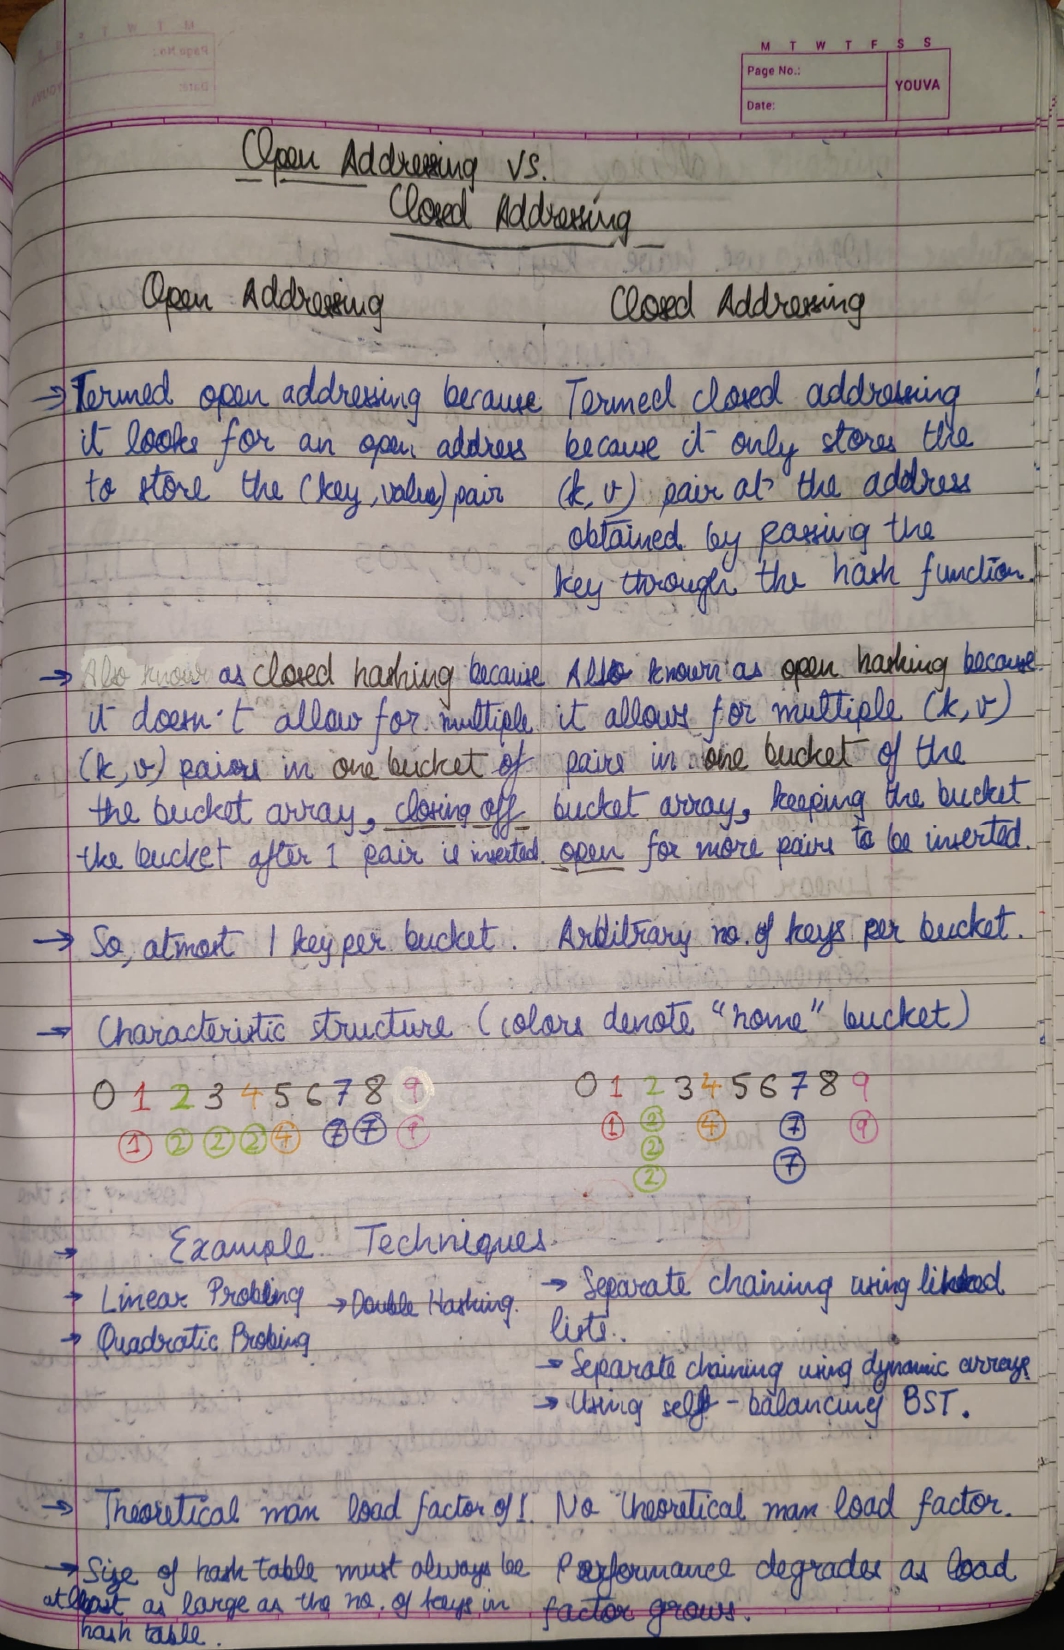 M T W T F S S
Page No.:
YOUVA
Date:
Open Addressing vs.
Closed Addressing
Open Addressing
Closed Addressing
→ Termed open addressing because
it looks for an open address
to store the (key, value) pair
Termed closed addressing
because it only stores the
(k, v) pair at the address
obtained by passing the
key through the hash function.
→ Also known as closed hashing because
it doesn't allow for multiple
(k, v) pairs in one bucket of
the bucket array, closing off
the bucket after 1 pair is inserted.
Also known as open hashing because
it allows for multiple (k, v)
pairs in one bucket of the
bucket array, keeping the bucket
open for more pairs to be inserted.
→ So, atmost 1 key per bucket.
Arbitrary no. of keys per bucket.
→ Characteristic structure (colors denote "home" bucket)
0 1 2 3 4 5 6 7 8 9
1 2 2 2 4 7 7 9
0 1 2 3 4 5 6 7 8 9
1 2 4 7 9
2 7
2
→ Example Techniques.
→ Linear Probing → Double Hashing.
→ Quadratic Probing
→ Separate chaining using linked
lists.
→ Separate chaining using dynamic arrays
→ Using self-balancing BST.
→ Theoretical max load factor of 1.
No theoretical max load factor.
→ Size of hash table must always be
atleast as large as the no. of keys in
hash table.
Performance degrades as load
factor grows.